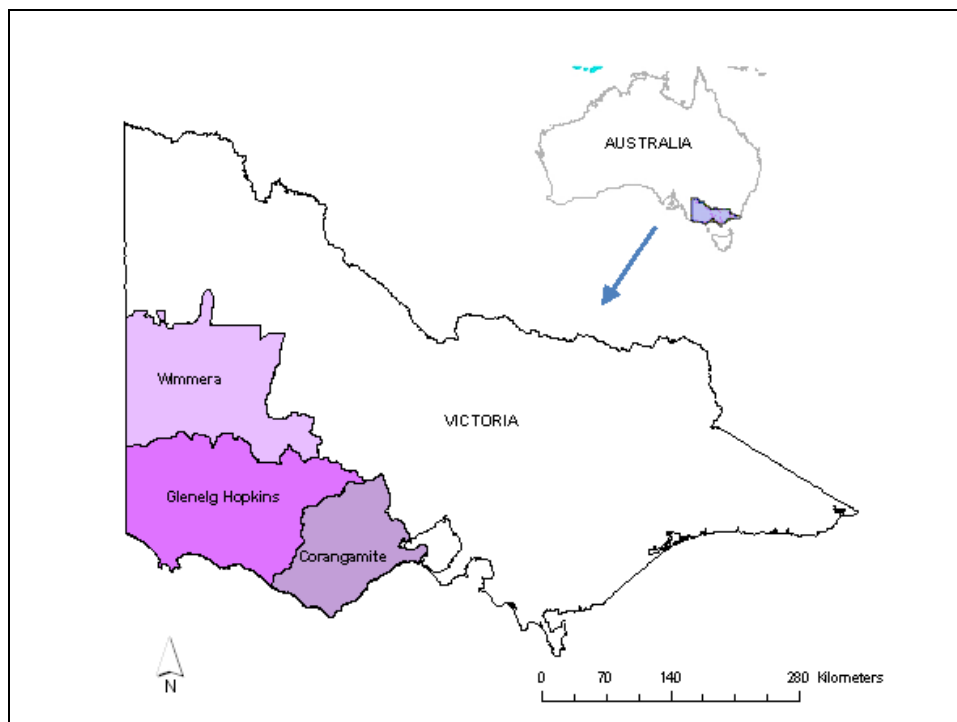 AUSTRALIA
Wimmera
VICTORIA
Glenelg Hopkins
Corangamite
N
0 70 140 280 Kilometers